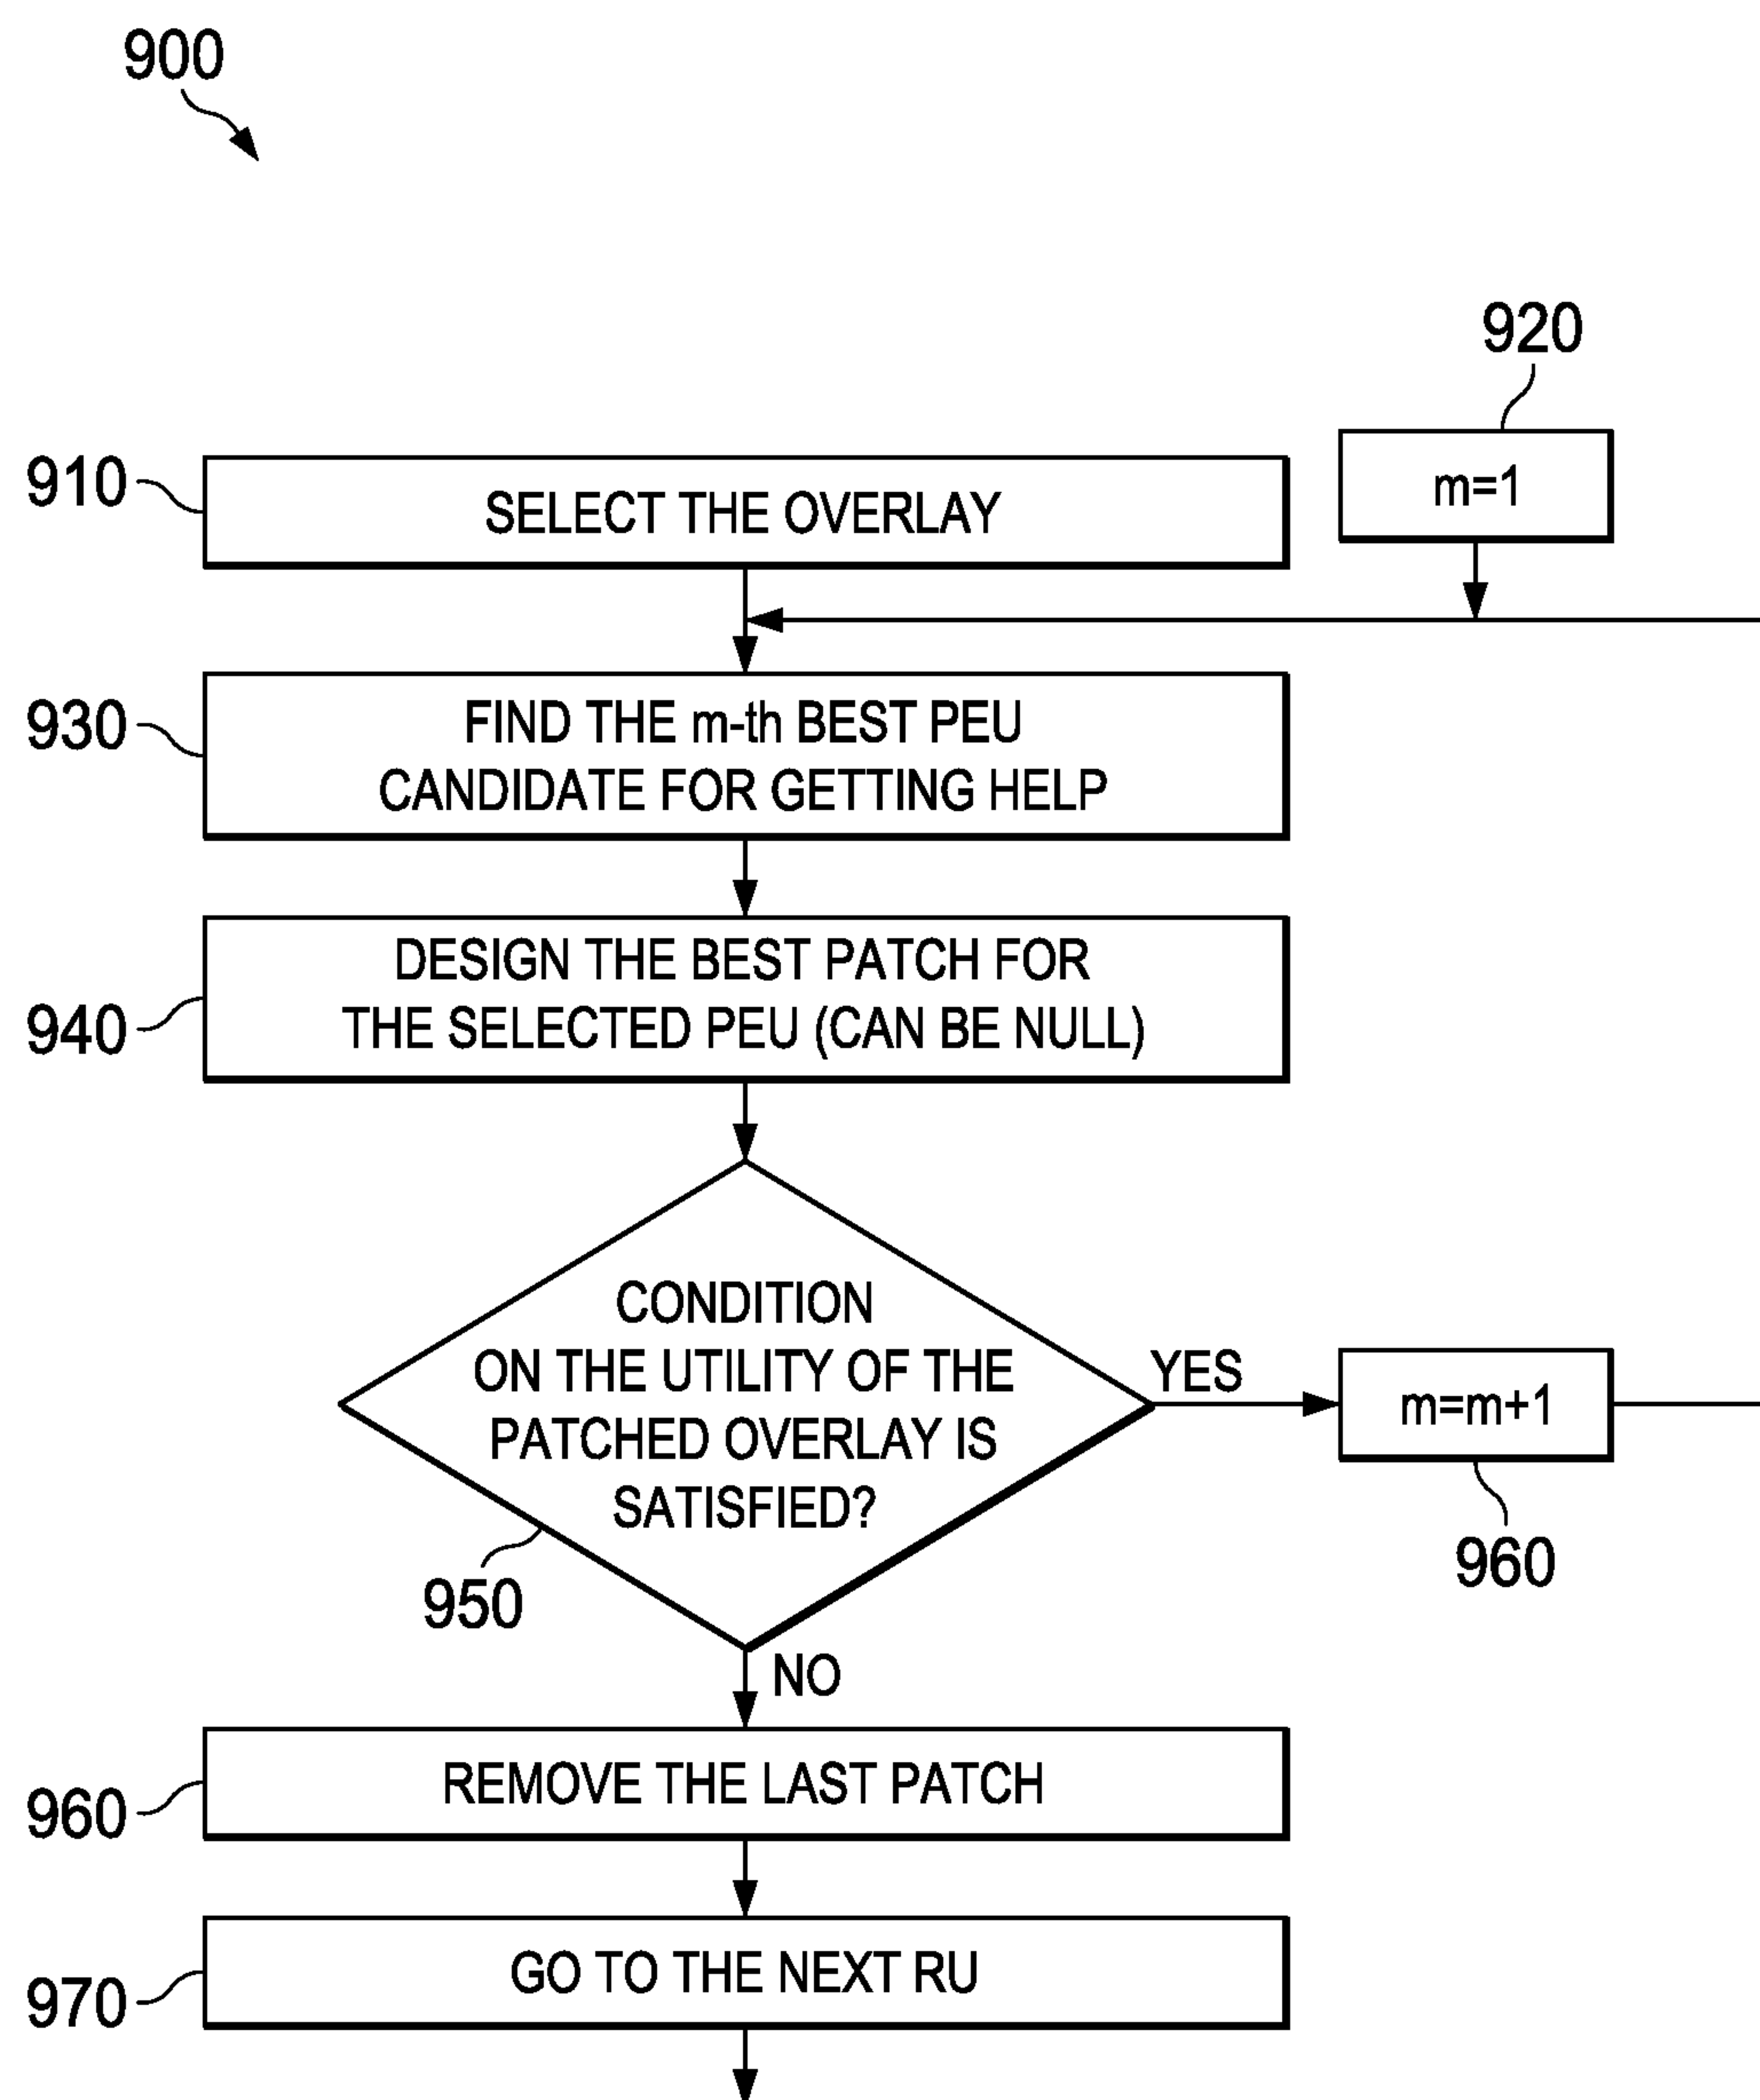 900
920
m=1
910
SELECT THE OVERLAY
930
FIND THE m-th BEST PEU
CANDIDATE FOR GETTING HELP
940
DESIGN THE BEST PATCH FOR
THE SELECTED PEU (CAN BE NULL)
CONDITION
ON THE UTILITY OF THE
PATCHED OVERLAY IS
SATISFIED?
950
YES
m=m+1
960
NO
960
REMOVE THE LAST PATCH
970
GO TO THE NEXT RU